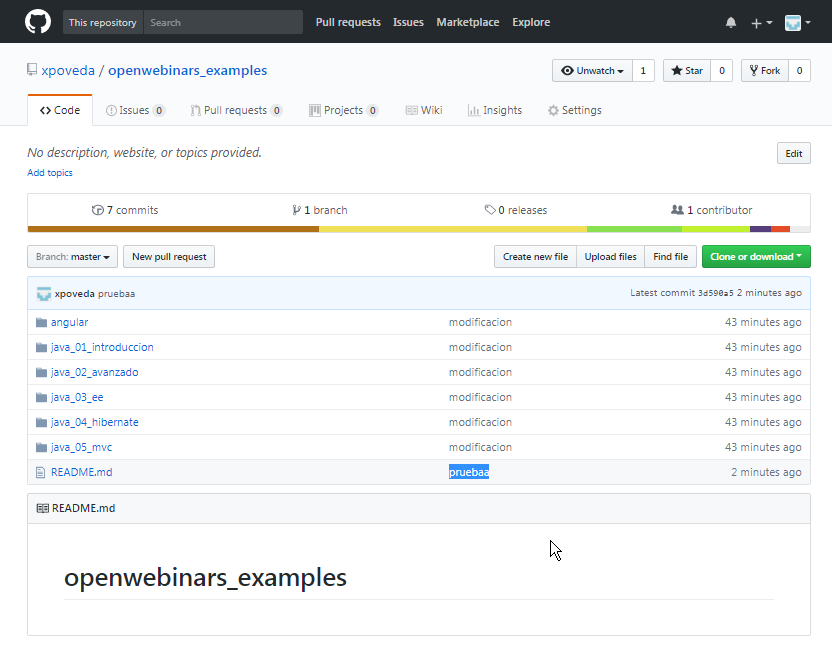 This repository Search Pull requests Issues Marketplace Explore
xpoveda / openwebinars_examples Unwatch 1 Star 0 Fork 0
Code Issues 0 Pull requests 0 Projects 0 Wiki Insights Settings
No description, website, or topics provided. Edit
Add topics
7 commits 1 branch 0 releases 1 contributor
Branch: master New pull request Create new file Upload files Find file Clone or download
xpoveda pruebaa Latest commit 3d590a5 2 minutes ago
angular modificacion 43 minutes ago
java_01_introduccion modificacion 43 minutes ago
java_02_avanzado modificacion 43 minutes ago
java_03_ee modificacion 43 minutes ago
java_04_hibernate modificacion 43 minutes ago
java_05_mvc modificacion 43 minutes ago
README.md pruebaa 2 minutes ago
README.md
openwebinars_examples